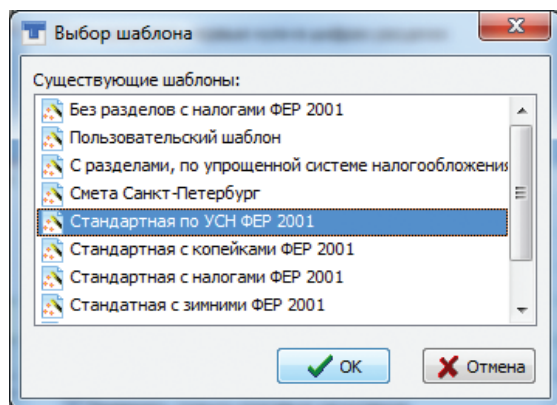 Выбор шаблона
Существующие шаблоны:
Без разделов с налогами ФЕР 2001
Пользовательский шаблон
С разделами, по упрощенной системе налогообложения
Смета Санкт-Петербург
Стандартная по УСН ФЕР 2001
Стандартная с копейками ФЕР 2001
Стандартная с налогами ФЕР 2001
Стандатная с зимними ФЕР 2001
OK
Отмена